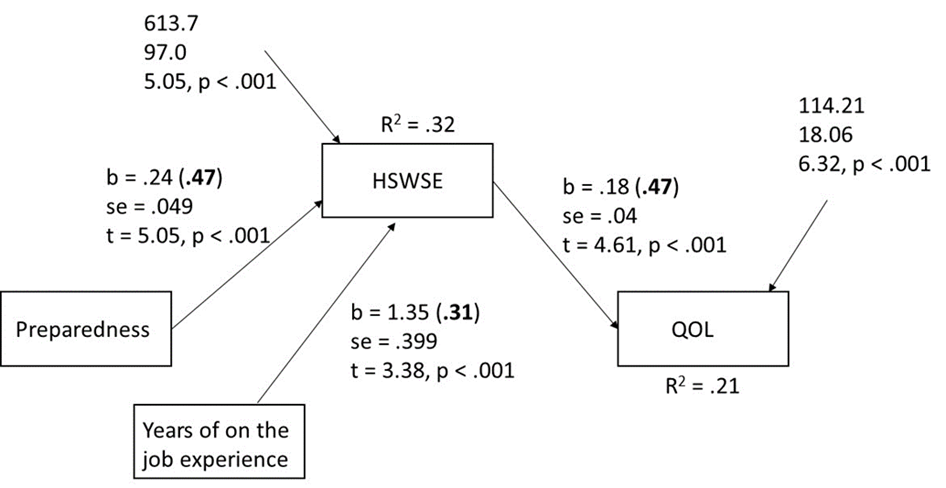 613.7
97.0
5.05, p < .001
R² = .32
HSWSE
b = .24 (.47)
se = .049
t = 5.05, p < .001
b = .18 (.47)
se = .04
t = 4.61, p < .001
114.21
18.06
6.32, p < .001
Preparedness
b = 1.35 (.31)
se = .399
t = 3.38, p < .001
QOL
R² = .21
Years of on the
job experience